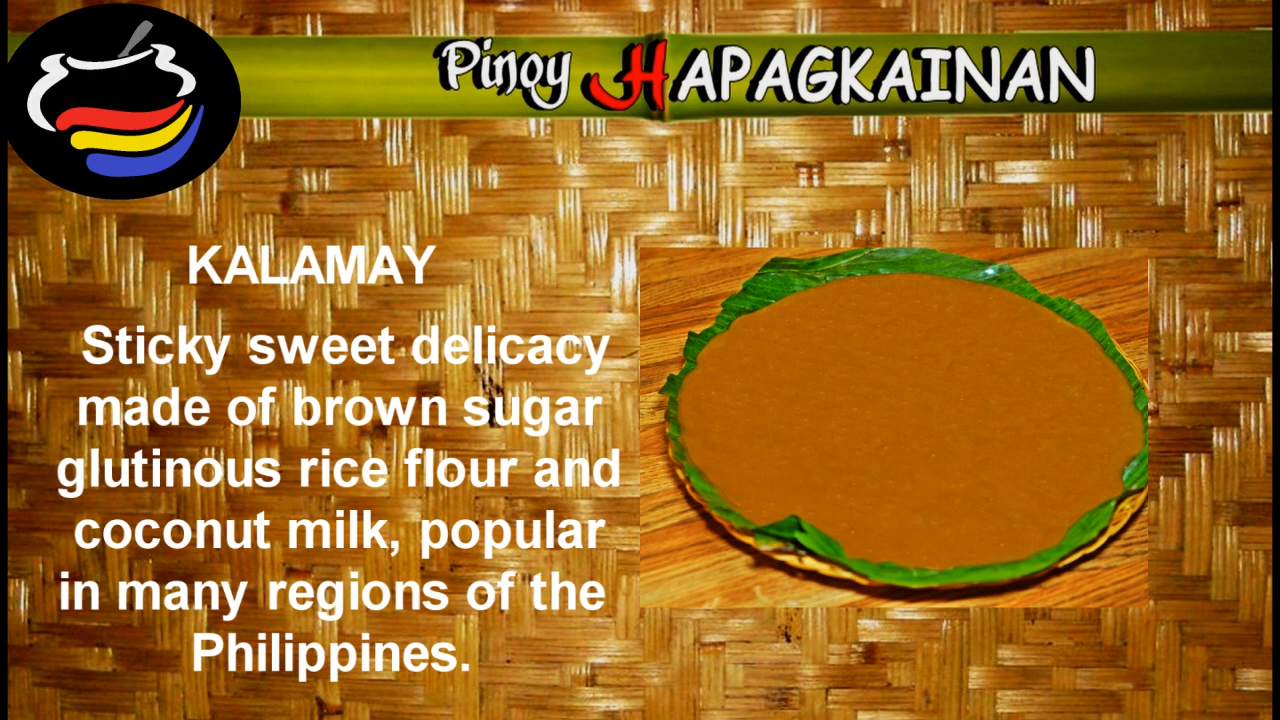 Pinoy HAPAGKAINAN
KALAMAY
Sticky sweet delicacy
made of brown sugar
glutinous rice flour and
coconut milk, popular
in many regions of the
Philippines.